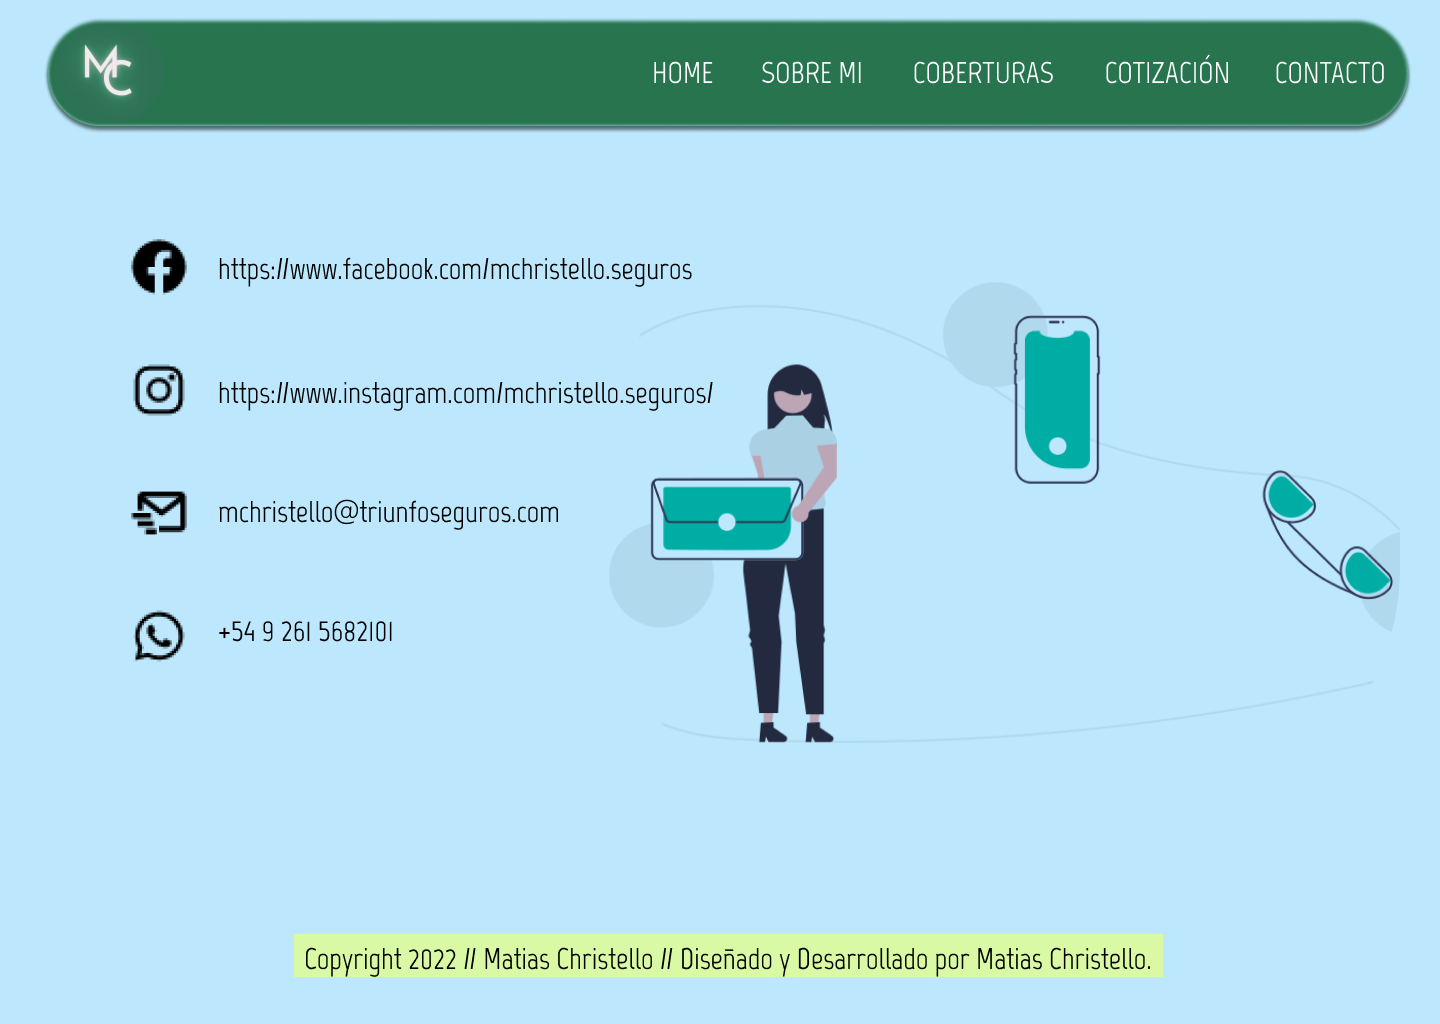 MC
HOME SOBRE MI COBERTURAS COTIZACIÓN CONTACTO
https://www.facebook.com/mchristello.seguros
https://www.instagram.com/mchristello.seguros/
mchristello@triunfoseguros.com
+54 9 261 5682101
Copyright 2022 // Matias Christello // Diseñado y Desarrollado por Matias Christello.